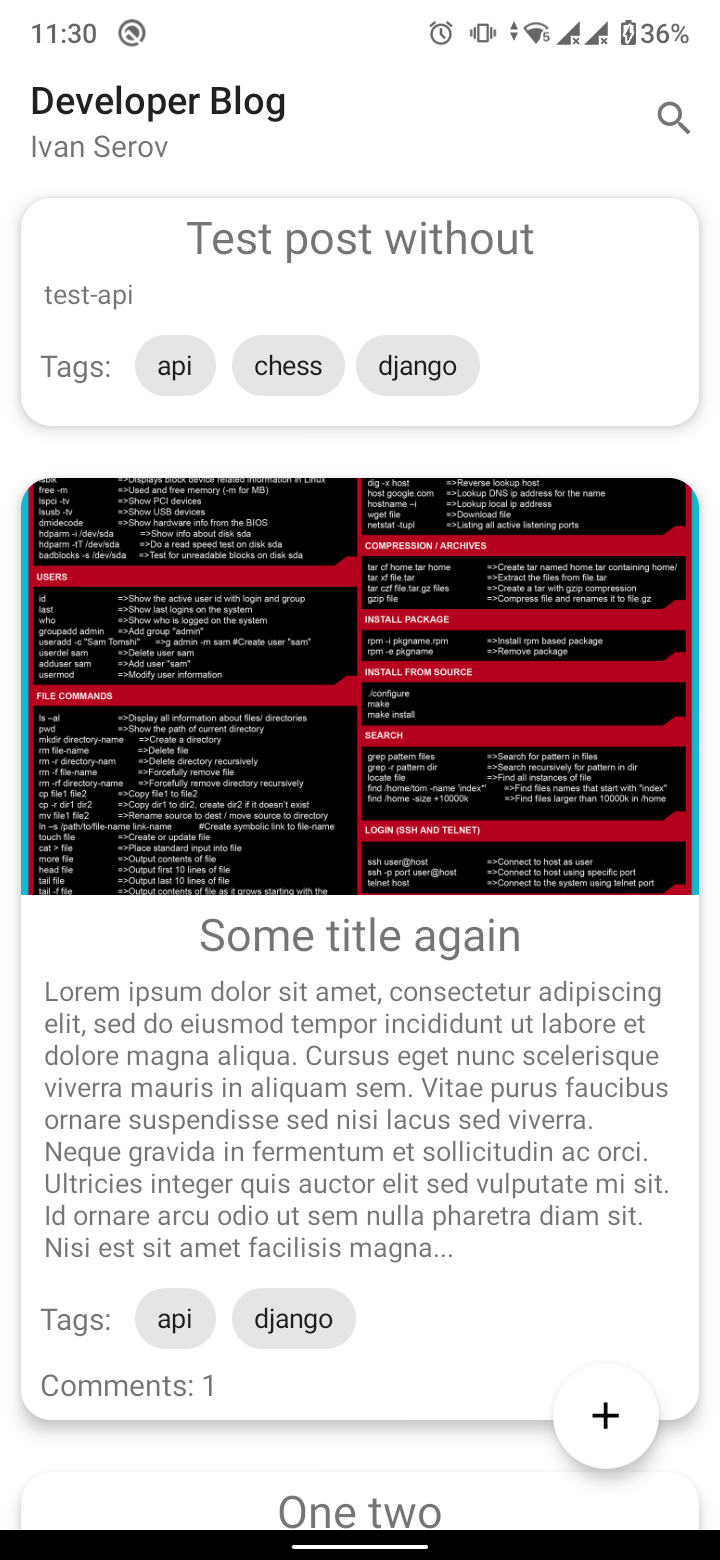 11:30
5
36%
Developer Blog
Ivan Serov
Test post without
test-api
Tags: api chess django
=>Displays block device related information in Linux
free -m =>Used and free memory (-m for MB)
lspci -tv =>Show PCI devices
lsusb -tv =>Show USB devices
dmidecode =>Show hardware info from the BIOS
hdparm -i /dev/sda =>Show info about disk sda
hdparm -tT /dev/sda =>Do a read speed test on disk sda
badblocks -s /dev/sda =>Test for unreadable blocks on disk sda
USERS
id =>Show the active user id with login and group
last =>Show last logins on the system
who =>Show who is logged on the system
groupadd admin =>Add group "admin"
useradd -c "Sam Tomshi" =>g admin -m sam #Create user "sam"
userdel sam =>Delete user sam
adduser sam =>Add user "sam"
usermod =>Modify user information
FILE COMMANDS
ls –al =>Display all information about files/ directories
pwd =>Show the path of current directory
mkdir directory-name =>Create a directory
rm file-name =>Delete file
rm -r directory-nam =>Delete directory recursively
rm -f file-name =>Forcefully remove file
rm -rf directory-name =>Forcefully remove directory recursively
cp file1 file2 =>Copy file1 to file2
cp -r dir1 dir2 =>Copy dir1 to dir2, create dir2 if it doesn't exist
mv file1 file2 =>Rename source to dest / move source to directory
ln –s /path/to/file-name link-name #Create symbolic link to file-name
touch file =>Create or update file
cat > file =>Place standard input into file
more file =>Output contents of file
head file =>Output first 10 lines of file
tail file =>Output last 10 lines of file
tail -f file =>Output contents of file as it grows starting with the
dig -x host =>Reverse lookup host
host google.com =>Lookup DNS ip address for the name
hostname –i =>Lookup local ip address
wget file =>Download file
netstat -tupl =>Listing all active listening ports
COMPRESSION / ARCHIVES
tar cf home.tar home =>Create tar named home.tar containing home/
tar xf file.tar =>Extract the files from file.tar
tar czf file.tar.gz files =>Create a tar with gzip compression
gzip file =>Compress file and renames it to file.gz
INSTALL PACKAGE
rpm -i pkgname.rpm =>Install rpm based package
rpm -e pkgname =>Remove package
INSTALL FROM SOURCE
./configure
make
make install
SEARCH
grep pattern files =>Search for pattern in files
grep -r pattern dir =>Search recursively for pattern in dir
locate file =>Find all instances of file
find /home/tom -name 'index*' =>Find files names that start with "index"
find /home -size +10000k =>Find files larger than 10000k in /home
LOGIN (SSH AND TELNET)
ssh user@host =>Connect to host as user
ssh -p port user@host =>Connect to host using specific port
telnet host =>Connect to the system using telnet port
Some title again
Lorem ipsum dolor sit amet, consectetur adipiscing
elit, sed do eiusmod tempor incididunt ut labore et
dolore magna aliqua. Cursus eget nunc scelerisque
viverra mauris in aliquam sem. Vitae purus faucibus
ornare suspendisse sed nisi lacus sed viverra.
Neque gravida in fermentum et sollicitudin ac orci.
Ultricies integer quis auctor elit sed vulputate mi sit.
Id ornare arcu odio ut sem nulla pharetra diam sit.
Nisi est sit amet facilisis magna...
Tags: api django
Comments: 1
+
One two